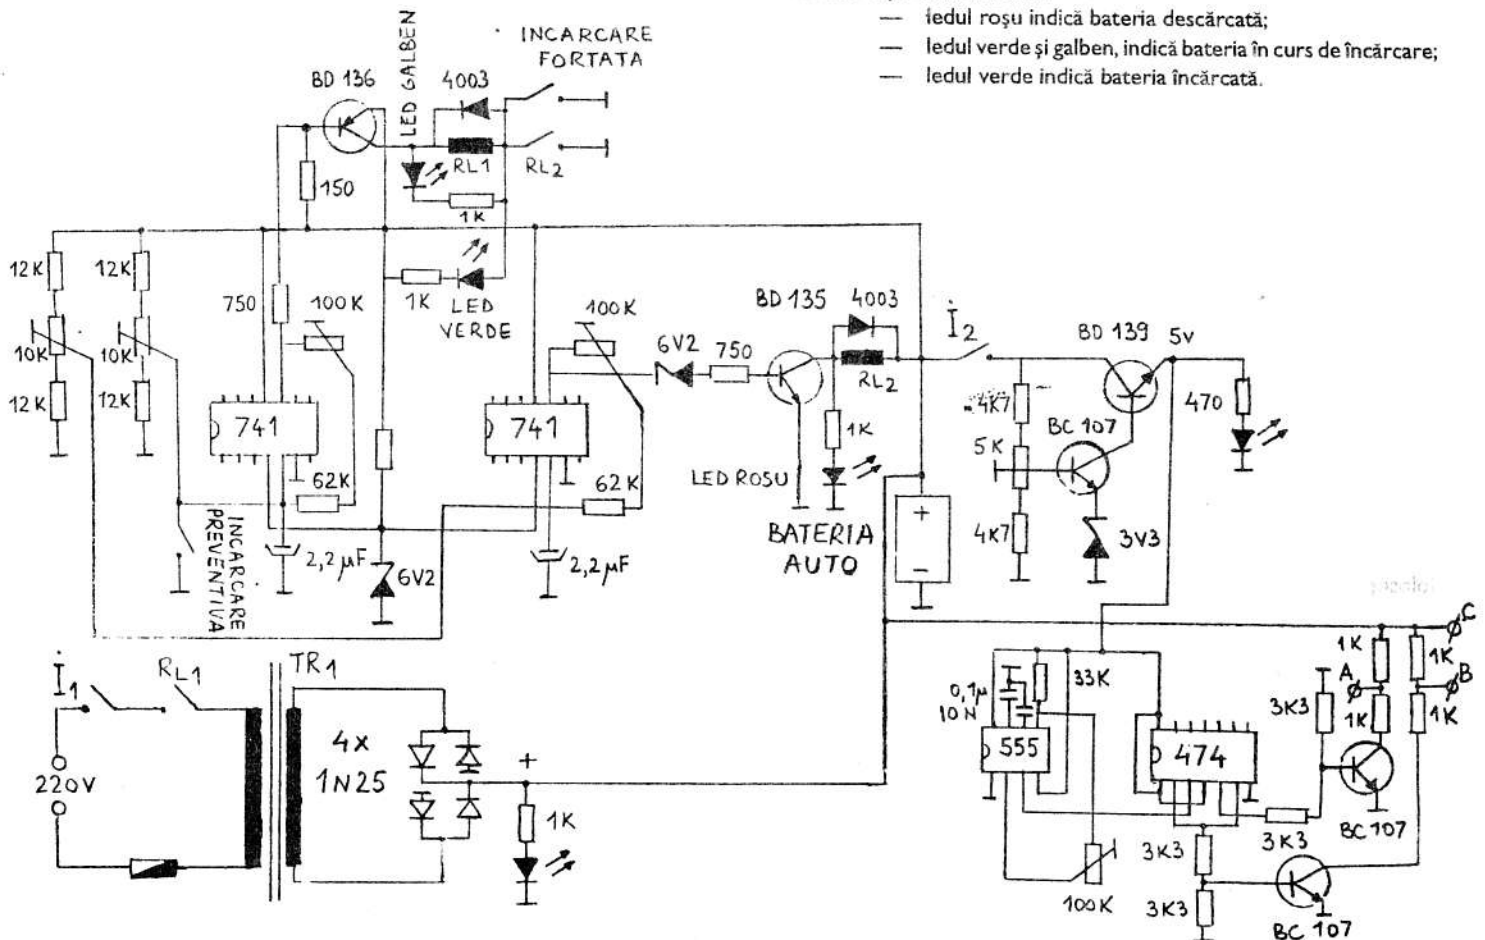 — ledul roșu indică bateria descărcată;
— ledul verde și galben, indică bateria în curs de încărcare;
— ledul verde indică bateria încărcată.
INCARCARE
FORTATA
LED GALBEN
BD 136
4003
150
RL1
RL2
1K
12K
12K
750
100K
1K
LED
VERDE
100K
BD 135
4003
I2
BD 139
5V
10K
10K
6V2
750
RL2
12K
12K
741
741
1K
4K7
470
BC 107
5K
62K
62K
LED ROSU
INCARCARE
PREVENTIVA
2,2 µF
6V2
2,2 µF
BATERIA
AUTO
+
-
4K7
3V3
I1
RL1
TR1
220V
4x
1N25
+
1K
0,1µ
10N
33K
555
474
100K
3K3
3K3
3K3
3K3
1K
1K
1K
1K
A
B
C
BC 107
BC 107